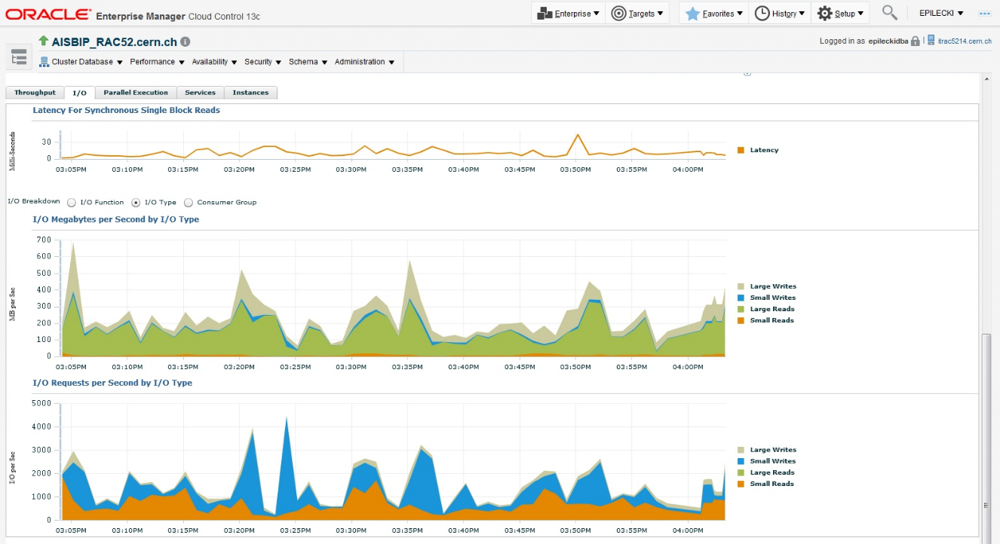 ORACLE® Enterprise Manager Cloud Control 13c Enterprise Targets Favorites History Setup EPILECKI
AISBIP_RAC52.cern.ch Logged in as epileckidba itrac5214.cern.ch
Cluster Database Performance Availability Security Schema Administration
Throughput I/O Parallel Execution Services Instances
Latency For Synchronous Single Block Reads
Milli-Seconds
30
0
Latency
03:05PM 03:10PM 03:15PM 03:20PM 03:25PM 03:30PM 03:35PM 03:40PM 03:45PM 03:50PM 03:55PM 04:00PM
I/O Breakdown I/O Function I/O Type Consumer Group
I/O Megabytes per Second by I/O Type
MB per Sec
700
600
500
400
300
200
100
0
Large Writes
Small Writes
Large Reads
Small Reads
03:05PM 03:10PM 03:15PM 03:20PM 03:25PM 03:30PM 03:35PM 03:40PM 03:45PM 03:50PM 03:55PM 04:00PM
I/O Requests per Second by I/O Type
I/O per Sec
5000
4000
3000
2000
1000
0
Large Writes
Small Writes
Large Reads
Small Reads
03:05PM 03:10PM 03:15PM 03:20PM 03:25PM 03:30PM 03:35PM 03:40PM 03:45PM 03:50PM 03:55PM 04:00PM